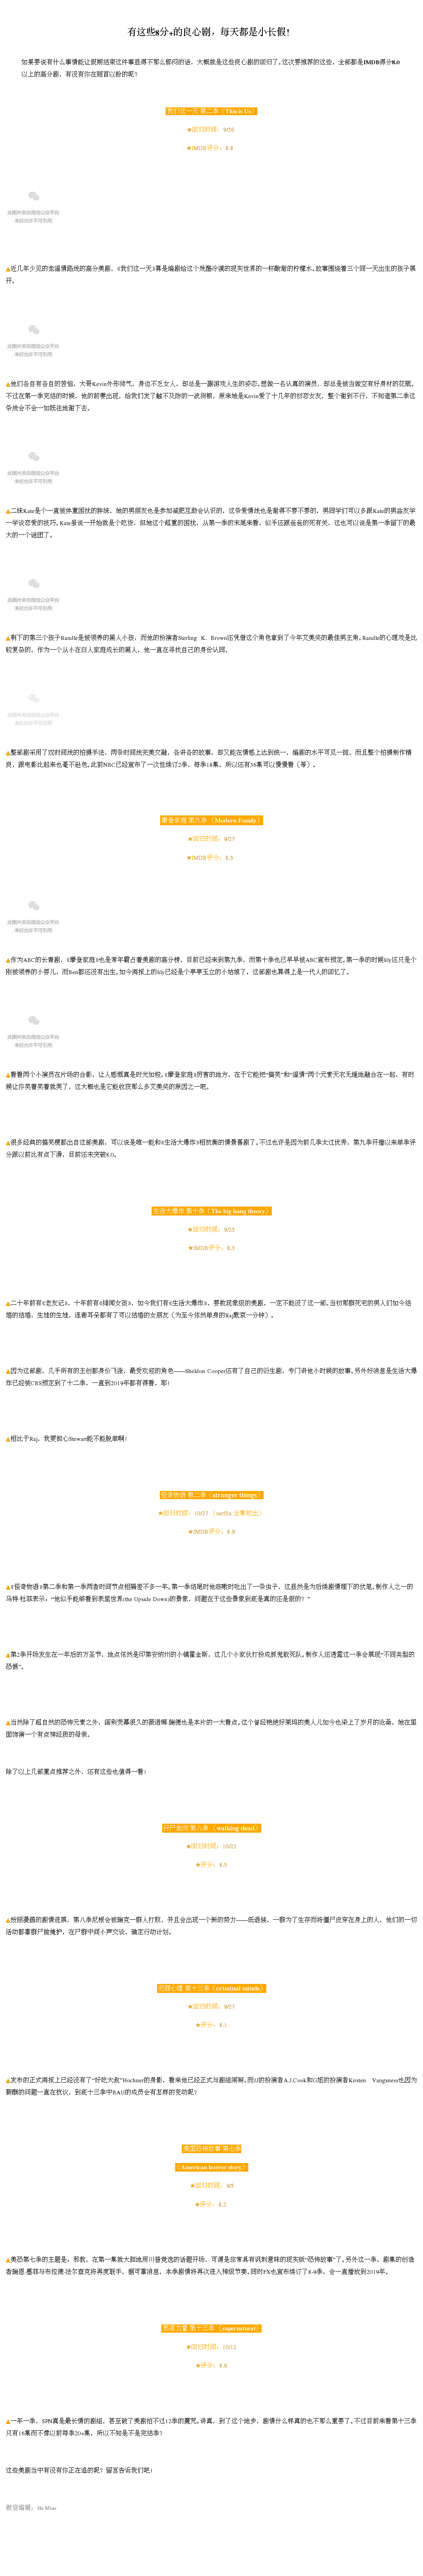 有这些8分+的良心剧，每天都是小长假！
如果要说有什么事情能让假期结束这件事显得不那么郁闷的话，大概就是这些良心剧的回归了。这次要推荐的这些，全部都是IMDB得分8.0
以上的高分剧，有没有你在翘首以盼的呢！
我们这一天 第二季（This is Us）
★回归时间：9/26
★IMDB评分：8.8
此图片来自微信公众平台
未经允许不可引用
▲近几年少见的走温情路线的高分美剧，《我们这一天》算是编剧给这个残酷冷漠的现实世界的一杯酸甜的柠檬水。故事围绕着三个同一天出生的孩子展
开。
此图片来自微信公众平台
未经允许不可引用
▲他们各自有各自的苦恼，大哥Kevin外形帅气，身边不乏女人，却总是一副游戏人生的姿态。想做一名认真的演员，却总是被当做空有好身材的花瓶。
不过在第一季完结的时候，他的前妻出现，给我们发了触不及防的一波狗粮，原来她是Kevin爱了十几年的初恋女友，整个甜到不行，不知道第二季这
条线会不会一如既往地甜下去。
此图片来自微信公众平台
未经允许不可引用
▲二妹Kate是个一直被体重困扰的胖妹，她的男朋友也是参加减肥互助会认识的，这条爱情线也是甜得不要不要的，男同学们可以多跟Kate的男盆友学
一学谈恋爱的技巧。Kate虽说一开始就是个吃货，但她这个超重的困扰，从第一季的末尾来看，似乎还跟爸爸的死有关，这也可以说是第一季留下的最
大的一个谜团了。
此图片来自微信公众平台
未经允许不可引用
▲剩下的第三个孩子Randle是被领养的黑人小孩，而他的扮演者Sterling K. Brown还凭借这个角色拿到了今年艾美奖的最佳男主角。Randle的心理戏是比
较复杂的，作为一个从小在白人家庭成长的黑人，他一直在寻找自己的身份认同。
此图片来自微信公众平台
未经允许不可引用
▲整部剧采用了双时间线的拍摄手法，两条时间线完美交融，各讲各的故事，却又能在情感上达到统一，编剧的水平可见一斑，而且整个拍摄制作精
良，跟电影比起来也毫不逊色。此前NBC已经宣布了一次性续订2季，每季18集，所以还有36集可以慢慢看（等）。
摩登家庭 第九季 （Modern Family）
★回归时间：9/27
★IMDB评分：8.5
此图片来自微信公众平台
未经允许不可引用
▲作为ABC的长青剧，《摩登家庭》也是常年霸占着美剧的高分榜，目前已经来到第九季，而第十季也已早早被ABC宣布预定。第一季的时候lily还只是个
刚被领养的小婴儿，而Ben都还没有出生。如今海报上的lily已经是个亭亭玉立的小姑娘了，这部剧也算得上是一代人的回忆了。
此图片来自微信公众平台
未经允许不可引用
▲看看两个小演员在片场的合影，让人感慨真是时光如梭。《摩登家庭》厉害的地方，在于它能把“搞笑”和“温情”两个元素天衣无缝地融合在一起，有时
候让你笑着笑着就哭了，这大概也是它能收获那么多艾美奖的原因之一吧。
▲很多经典的搞笑梗都出自这部美剧，可以说是唯一能和《生活大爆炸》相抗衡的情景喜剧了。不过也许是因为前几季太过优秀，第九季开播以来单季评
分跟以前比有点下滑，目前还未突破8.0。
生活大爆炸 第十季（The big bang theory）
★回归时间：9/25
★IMDB评分：8.3
▲二十年前有《老友记》，十年前有《绯闻女孩》，如今我们有《生活大爆炸》，要数现象级的美剧，一定不能没了这一部。当初那群死宅的男人们如今结
婚的结婚，生娃的生娃，连聋耳朵都有了可以结婚的女朋友（为至今依然单身的Raj默哀一分钟）。
▲因为这部剧，几乎所有的主创都身价飞涨，最受欢迎的角色——Sheldon Cooper还有了自己的衍生剧，专门讲他小时候的故事。另外好消息是生活大爆
炸已经被CBS预定到了十二季，一直到2019年都有得看，耶！
▲相比于Raj，我更担心Stewart能不能脱单啊！
怪奇物语 第二季（stranger things）
★回归时间：10/27 （netflix 全集放出）
★IMDB评分：8.8
▲《怪奇物语》第二季和第一季两者时间节点相隔差不多一年。第一季结尾时他咳嗽时吐出了一条虫子，这显然是为后续剧情埋下的伏笔。制作人之一的
马特·杜菲表示，“他似乎能够看到表里世界(the Upside Down)的景象，问题在于这些景象到底是真的还是假的？”
▲第2季开场发生在一年后的万圣节，地点依然是印第安纳州的小镇霍金斯，这几个小家伙打扮成抓鬼敢死队。制作人还透露这一季会展现“不同类型的
恐惧”。
▲当然除了超自然的恐怖元素之外，阔别荧幕很久的薇诺娜·瑞德也是本片的一大看点。这个曾经艳绝好莱坞的美人儿如今也染上了岁月的沧桑，她在里
面饰演一个有点神经质的母亲。
除了以上几部重点推荐之外，还有这些也值得一看！
行尸走肉 第八季 （walking dead）
★回归时间：10/22
★评分：8.5
▲按照漫画的剧情进展，第八季尼根会被瑞克一群人打败，并且会出现一个新的势力——低语族，一群为了生存而将僵尸皮穿在身上的人，他们的一切
活动都靠群尸做掩护，在尸群中间小声交谈，确定行动计划。
犯罪心理 第十三季（criminal minds）
★回归时间：9/27
★评分：8.1
▲发布的正式海报上已经没有了“好吃大叔”Hochner的身影，看来他已经正式与剧组闹掰。而JJ的扮演者A.J.Cook和G姐的扮演者Kirsten Vangsness也因为
薪酬的问题一直在抗议，到底十三季中BAU的成员会有怎样的变动呢？
美国恐怖故事 第七季
（American horror story）
★回归时间：9/5
★评分：8.2
▲美恐第七季的主题是：邪教，在第一集就大胆地用川普竞选的话题开场，可谓是非常具有讽刺意味的现实版“恐怖故事”了。另外这一季，剧集的创造
者瑞恩·墨菲与布拉德·法尔查克将再度联手，据可靠消息，本季剧情将再次进入神级节奏。同时FX也宣布续订了8-9季，会一直播放到2019年。
邪恶力量 第十三季 （supernatural）
★回归时间：10/12
★评分：8.6
▲一年一季，SPN真是最长情的剧组，甚至破了美剧拍不过12季的魔咒。讲真，到了这个地步，剧情什么样真的也不那么重要了。不过目前来看第十三季
只有16集而不像以前每季20+集，所以不知是不是完结季？
这些美剧当中有没有你正在追的呢？留言告诉我们吧！
微信编辑：He Miao